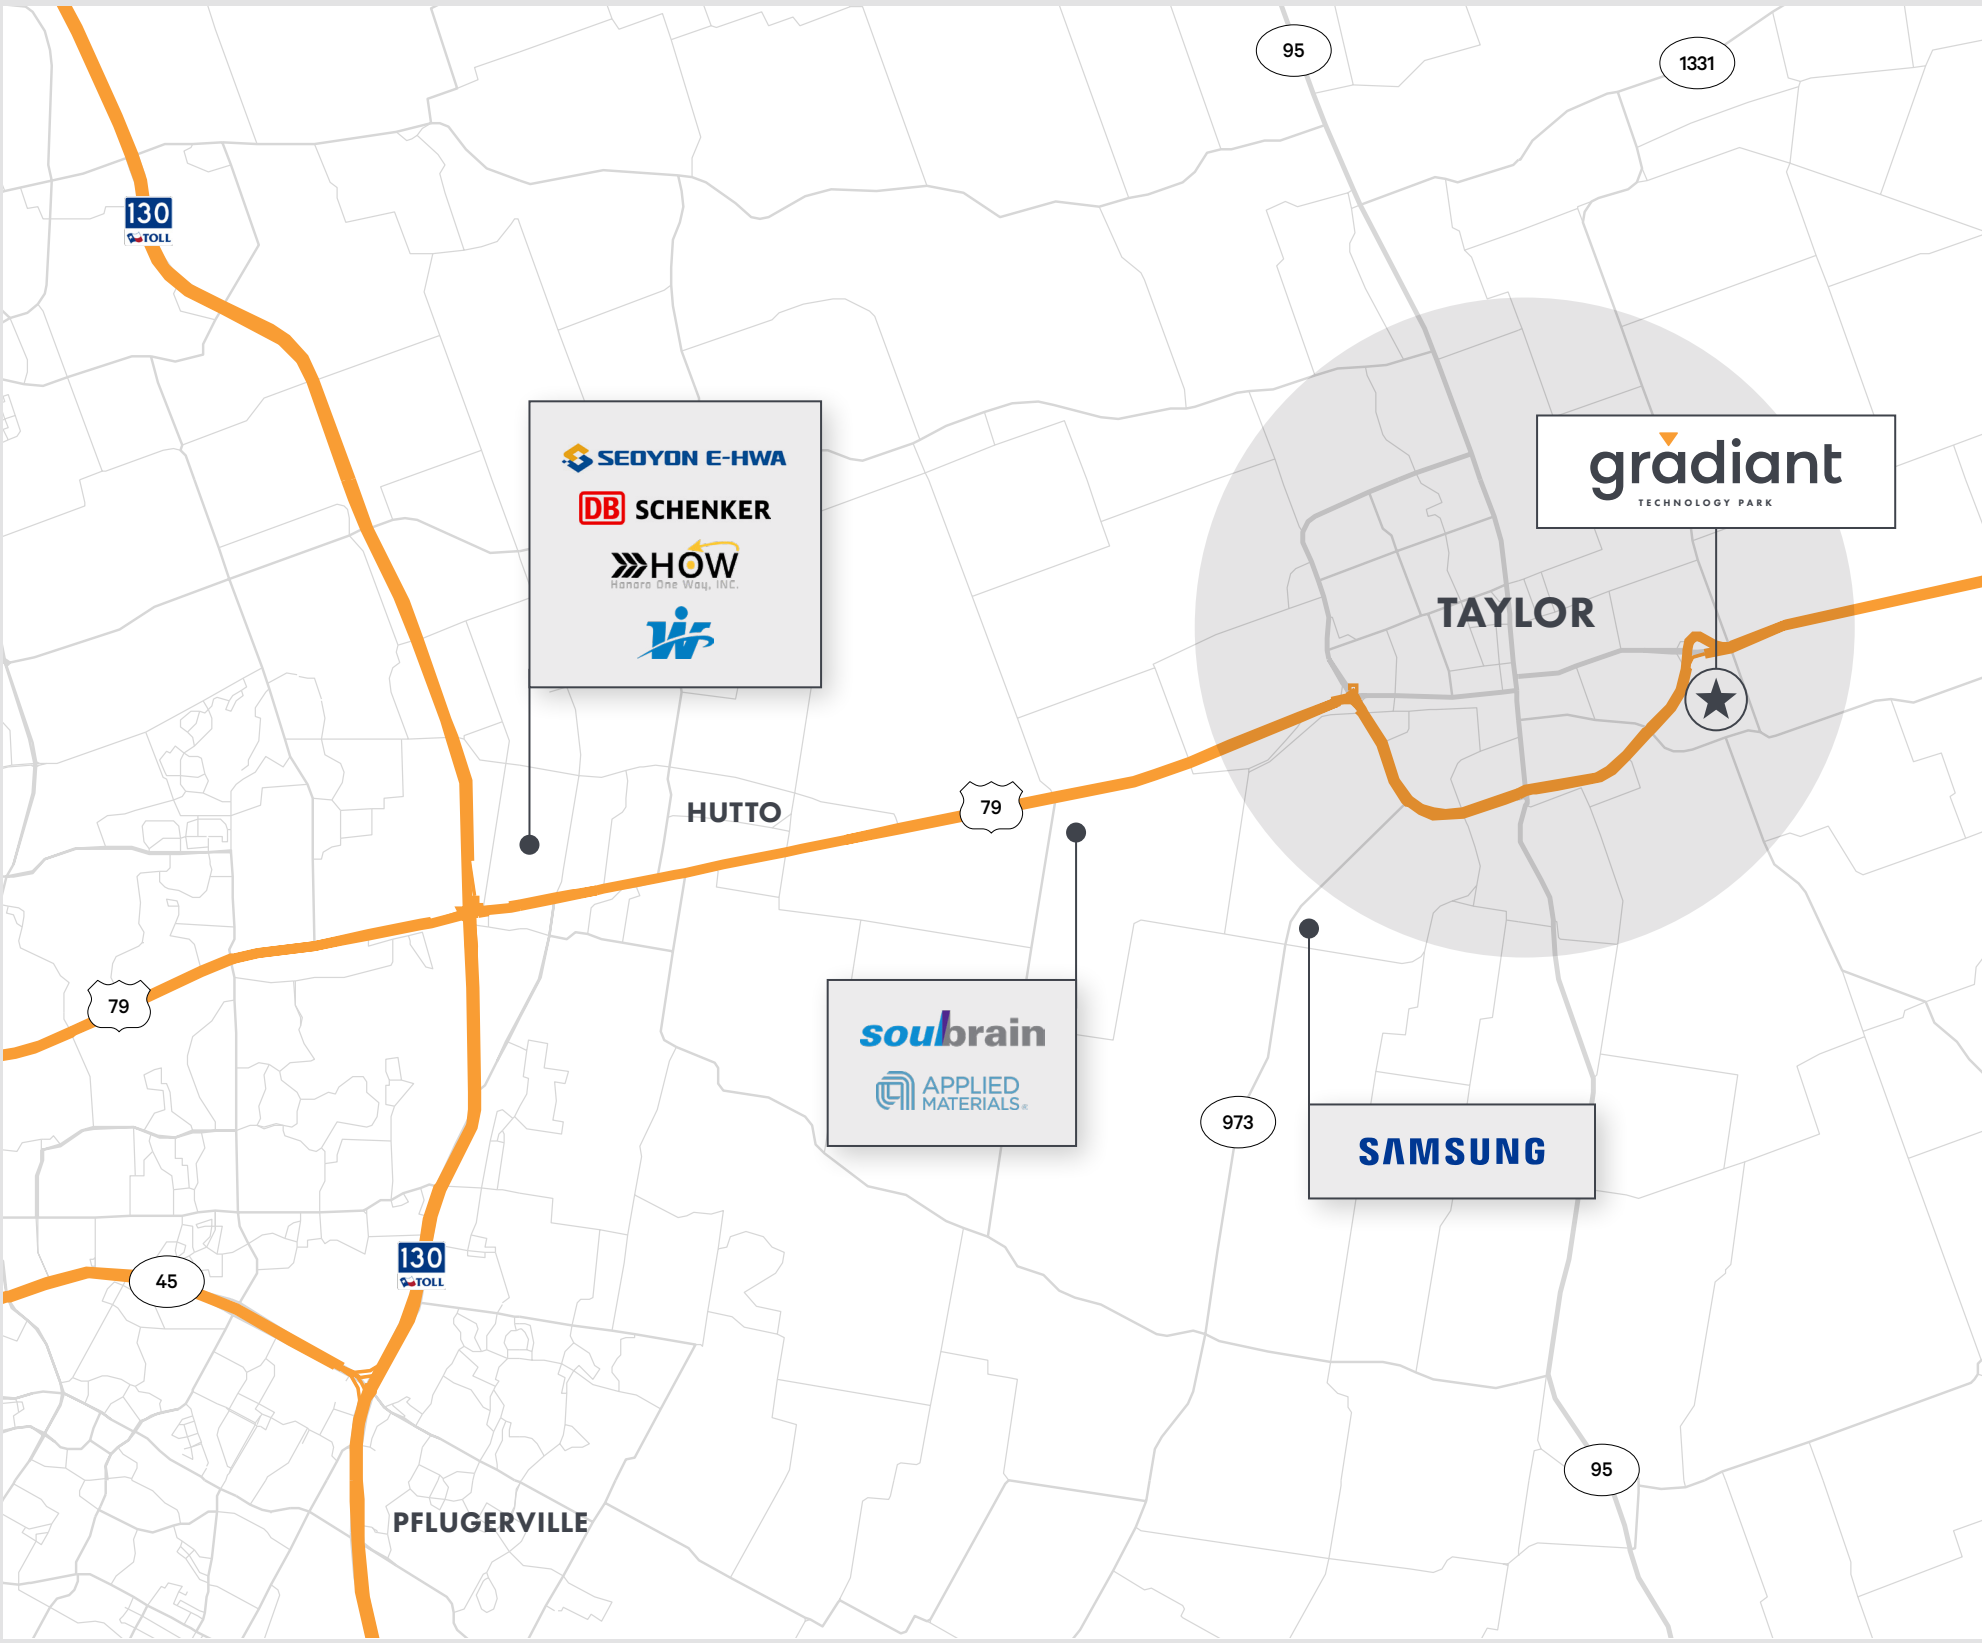 95
1331
130
TOLL
SEOYON E-HWA
DB SCHENKER
HOW
Hanaro One Way, INC.
gradiant
TECHNOLOGY PARK
TAYLOR
HUTTO
79
79
soulbrain
APPLIED
MATERIALS®
973
SAMSUNG
130
TOLL
45
95
PFLUGERVILLE